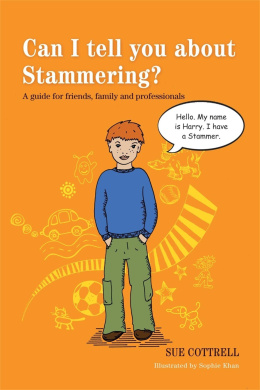 Can I tell you about
Stammering?
A guide for friends, family and professionals
Hello. My name
is Harry. I have
a Stammer.
SUE COTTRELL
Illustrated by Sophie Khan